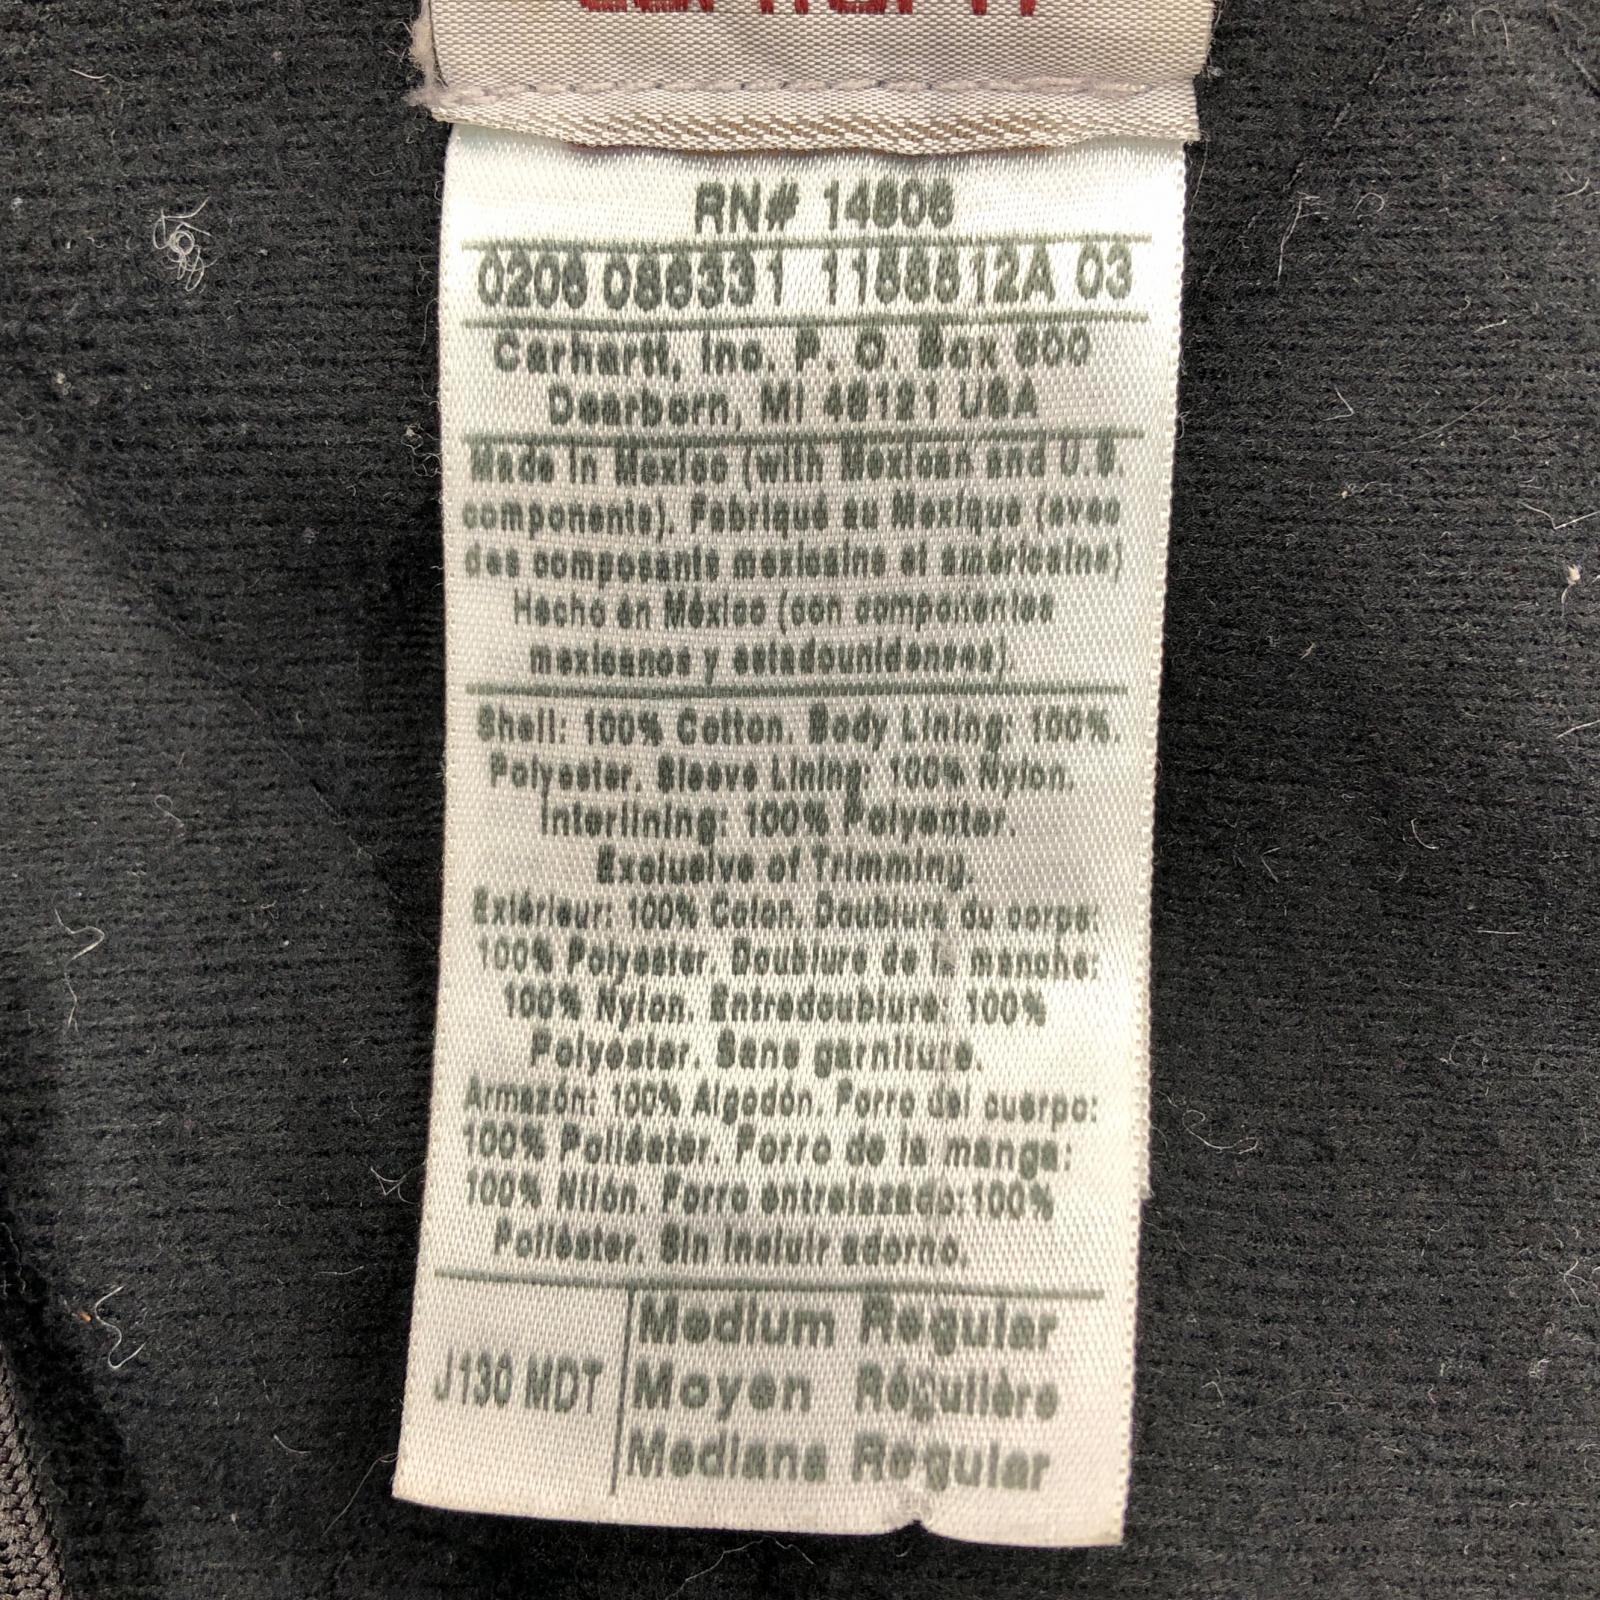 RN# 14806
0206 086331 1188812A 03
Carhartt, Inc. P. O. Box 600
Dearborn, MI 48121 USA
Made in Mexico (with Mexican and U.S.
components). Fabriqué au Mexique (avec
des composants mexicains et américains)
Hecho en México (con componentes
mexicanos y estadounidenses).
Shell: 100% Cotton. Body Lining: 100%.
Polyester. Sleeve Lining: 100% Nylon.
Interlining: 100% Polyester.
Exclusive of Trimming.
Extérieur: 100% Coton. Doublure du corps:
100% Polyester. Doublure de la manche:
100% Nylon. Entredoublure: 100%
Polyester. Sans garniture.
Armazón: 100% Algodón. Forro del cuerpo:
100% Poliéster. Forro de la manga:
100% Nilón. Forro entrelazado:100%
Poliéster. Sin incluir adorno.
J130 MDT
Medium Regular
Moyen Régulière
Mediana Regular